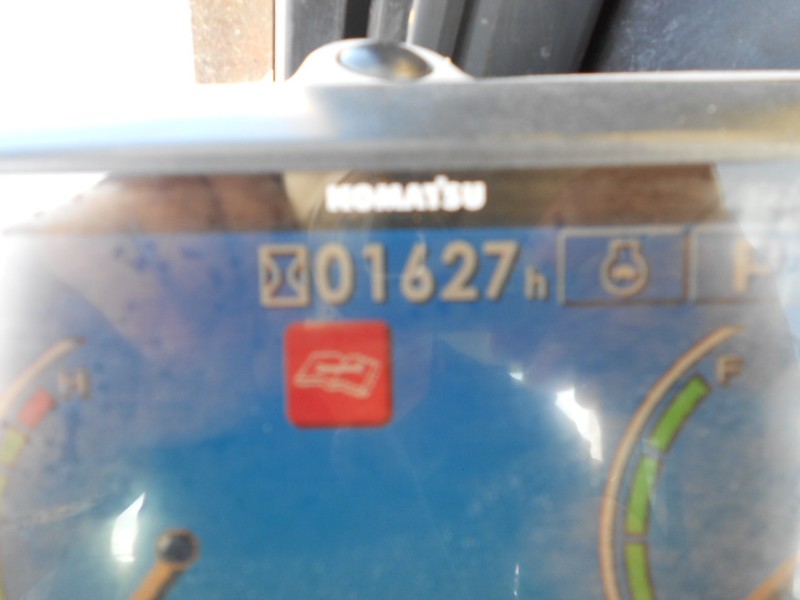 KOMATSU
01627h
H
F